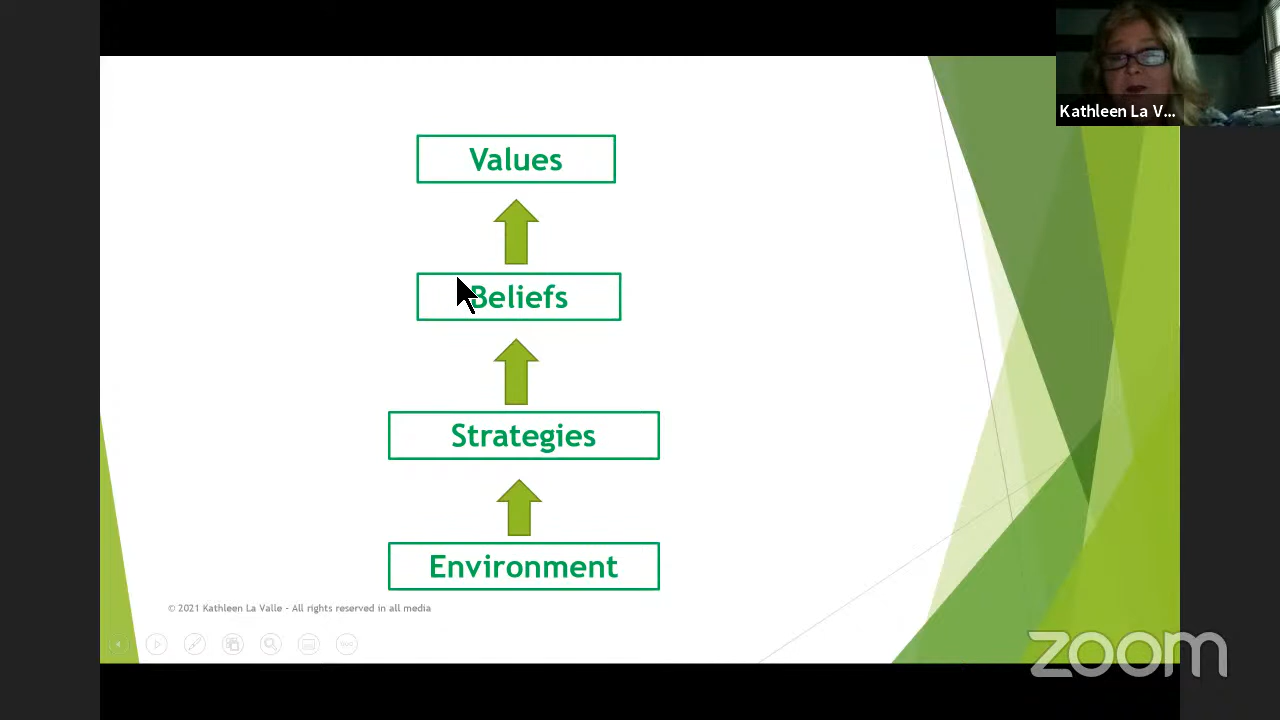 Kathleen La V...
Values
Beliefs
Strategies
Environment
© 2021 Kathleen La Valle - All rights reserved in all media
zoom